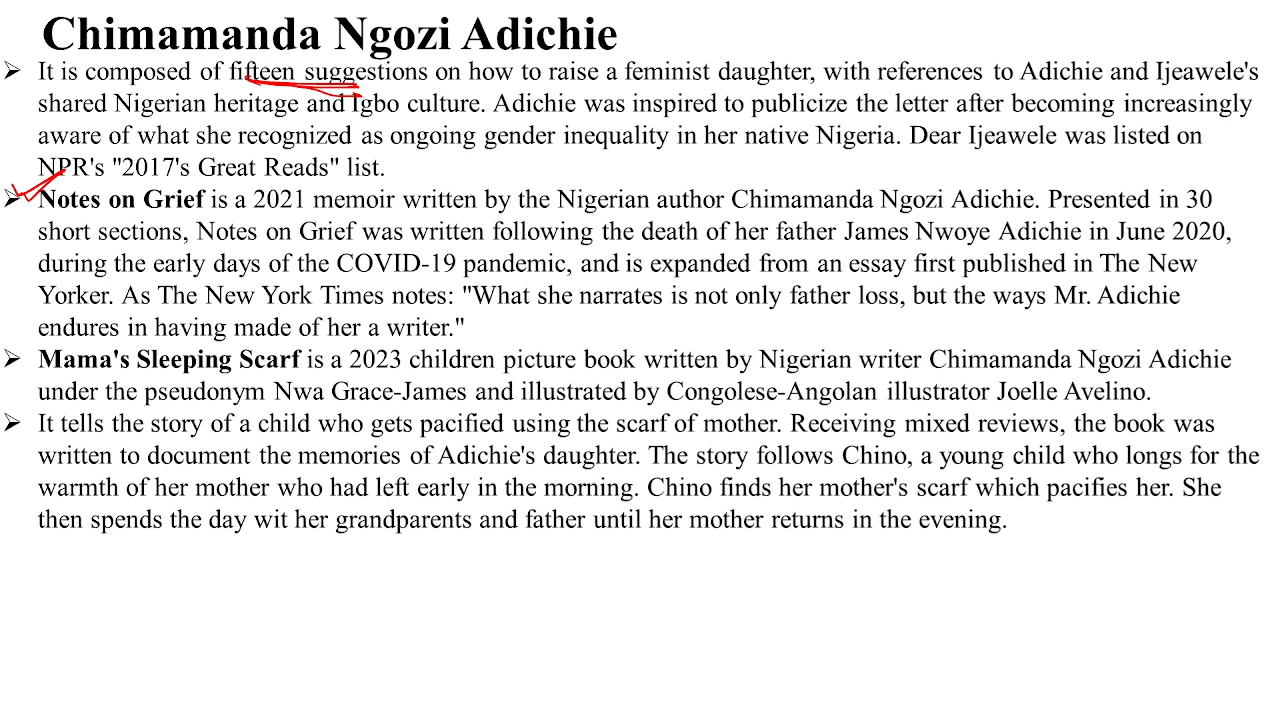 Chimamanda Ngozi Adichie
➢ It is composed of fifteen suggestions on how to raise a feminist daughter, with references to Adichie and Ijeawele's
shared Nigerian heritage and Igbo culture. Adichie was inspired to publicize the letter after becoming increasingly
aware of what she recognized as ongoing gender inequality in her native Nigeria. Dear Ijeawele was listed on
NPR's "2017's Great Reads" list.
➢ Notes on Grief is a 2021 memoir written by the Nigerian author Chimamanda Ngozi Adichie. Presented in 30
short sections, Notes on Grief was written following the death of her father James Nwoye Adichie in June 2020,
during the early days of the COVID-19 pandemic, and is expanded from an essay first published in The New
Yorker. As The New York Times notes: "What she narrates is not only father loss, but the ways Mr. Adichie
endures in having made of her a writer."
➢ Mama's Sleeping Scarf is a 2023 children picture book written by Nigerian writer Chimamanda Ngozi Adichie
under the pseudonym Nwa Grace-James and illustrated by Congolese-Angolan illustrator Joelle Avelino.
➢ It tells the story of a child who gets pacified using the scarf of mother. Receiving mixed reviews, the book was
written to document the memories of Adichie's daughter. The story follows Chino, a young child who longs for the
warmth of her mother who had left early in the morning. Chino finds her mother's scarf which pacifies her. She
then spends the day wit her grandparents and father until her mother returns in the evening.